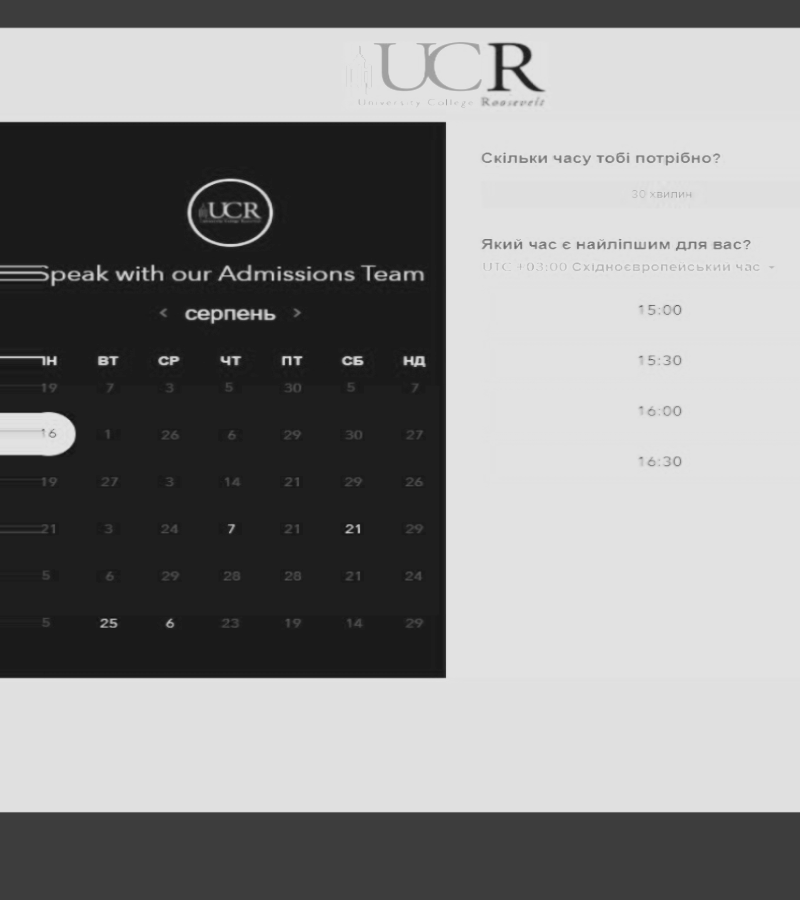 UCR
University College Roosevelt
UCR
Speak with our Admissions Team
< серпень >
ПН ВТ СР ЧТ ПТ СБ НД
19 7 3 5 30 5 7
16 1 26 6 29 30 27
19 27 3 14 21 29 26
21 3 24 7 21 21 29
5 6 29 28 28 21 24
5 25 6 23 19 14 29
Скільки часу тобі потрібно?
30 хвилин
Який час є найліпшим для вас?
UTC +03:00 Східноєвропейський час
15:00
15:30
16:00
16:30